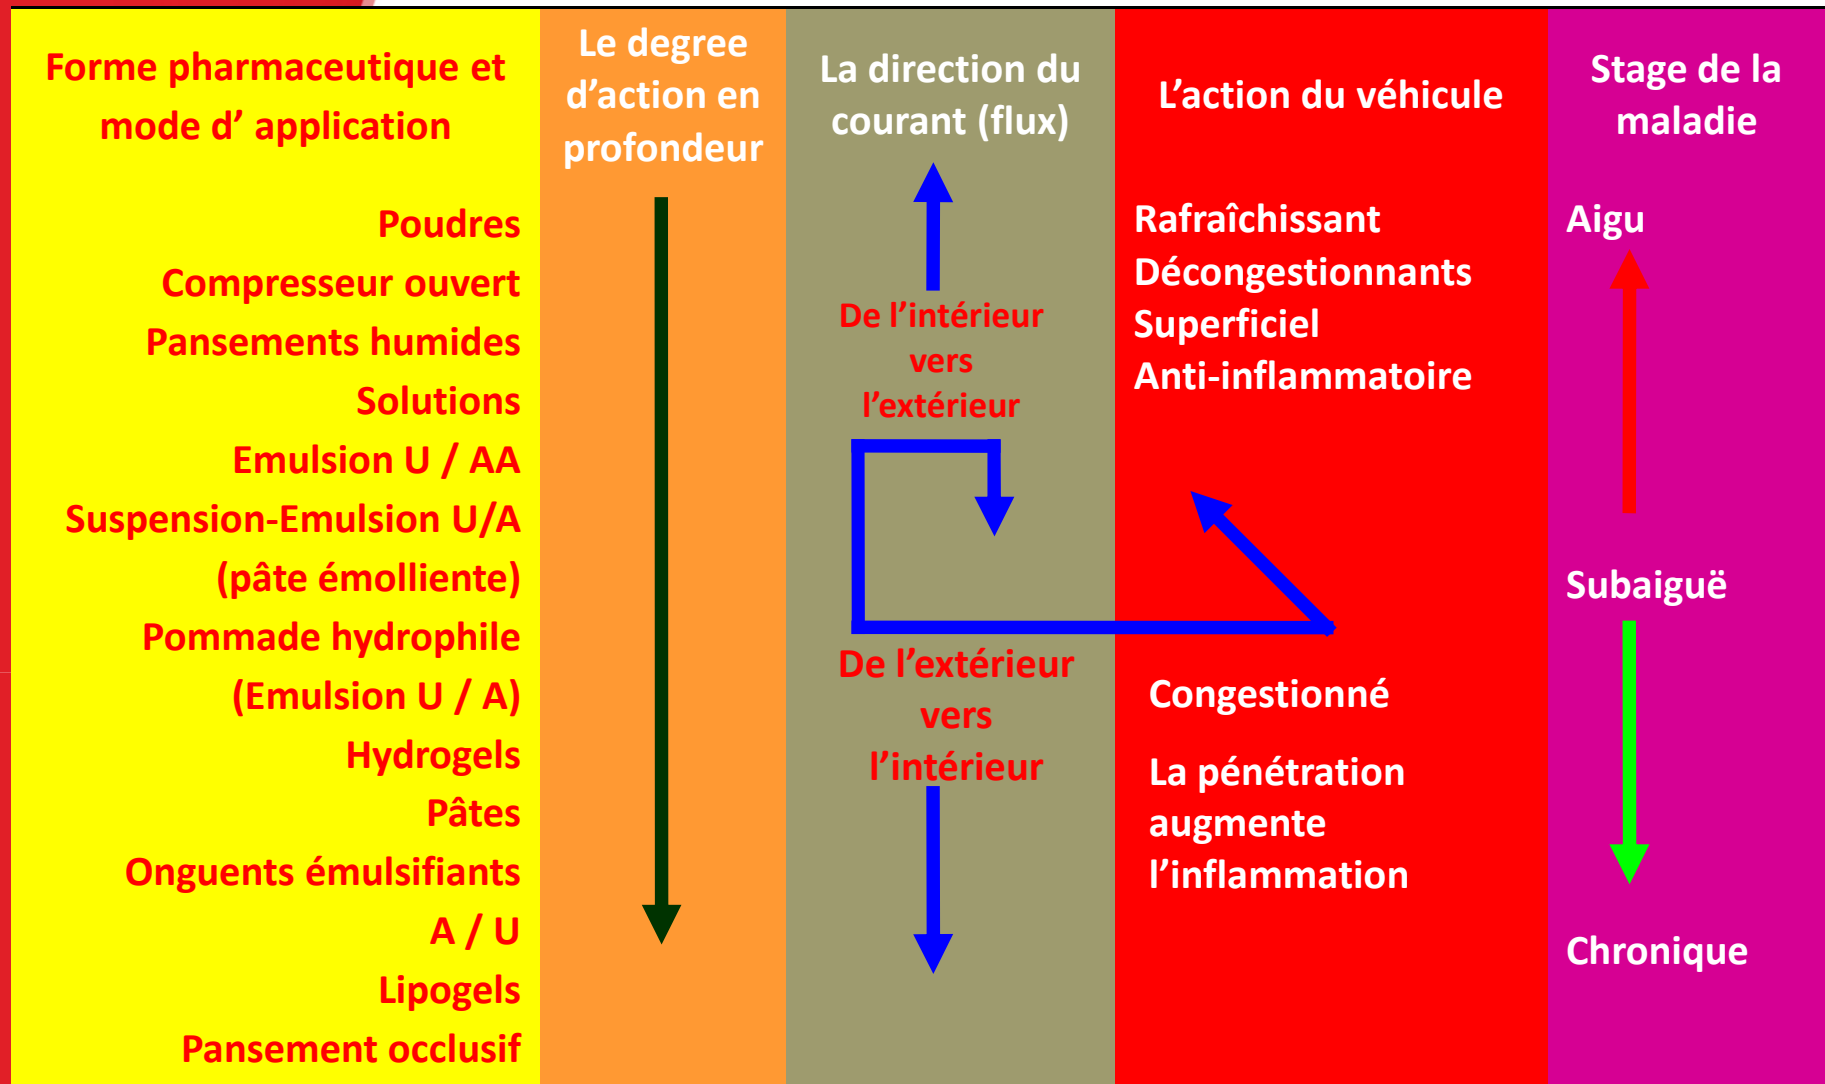 Forme pharmaceutique et
mode d’ application
Poudres
Compresseur ouvert
Pansements humides
Solutions
Emulsion U / AA
Suspension-Emulsion U/A
(pâte émolliente)
Pommade hydrophile
(Emulsion U / A)
Hydrogels
Pâtes
Onguents émulsifiants
A / U
Lipogels
Pansement occlusif
Le degree
d’action en
profondeur
La direction du
courant (flux)
De l’intérieur
vers
l’extérieur
De l’extérieur
vers
l’intérieur
L’action du véhicule
Rafraîchissant
Décongestionnants
Superficiel
Anti-inflammatoire
Congestionné
La pénétration
augmente
l’inflammation
Stage de la
maladie
Aigu
Subaiguë
Chronique